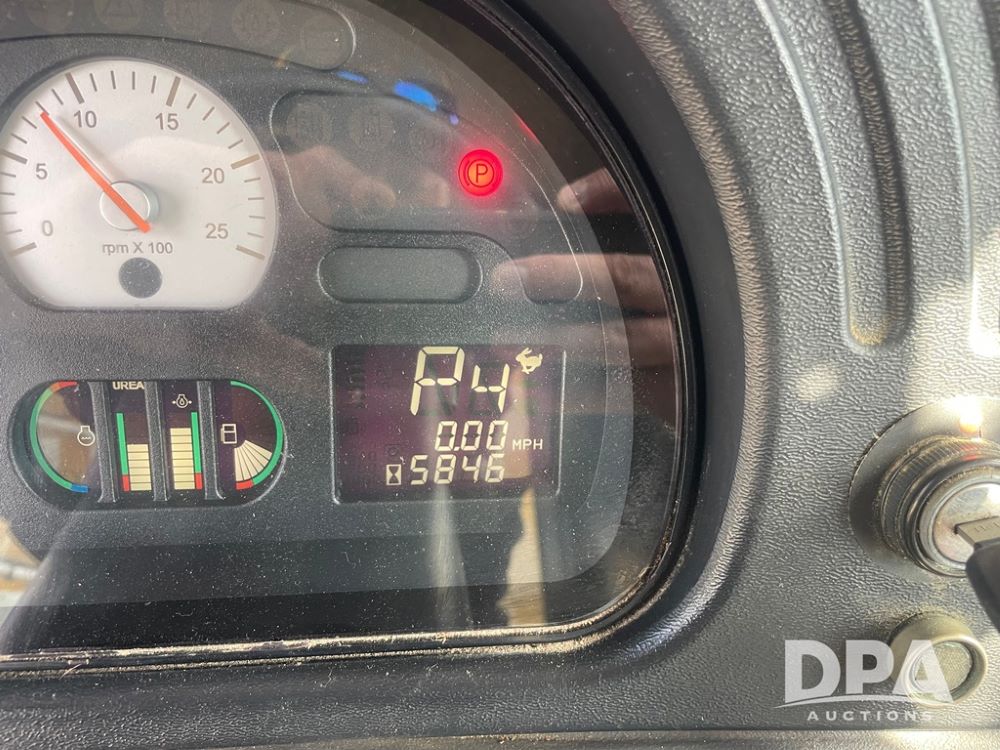 10
15
5
20
0
25
rpm X 100
UREA
P
P4
0.00 MPH
5846
DPA
AUCTIONS